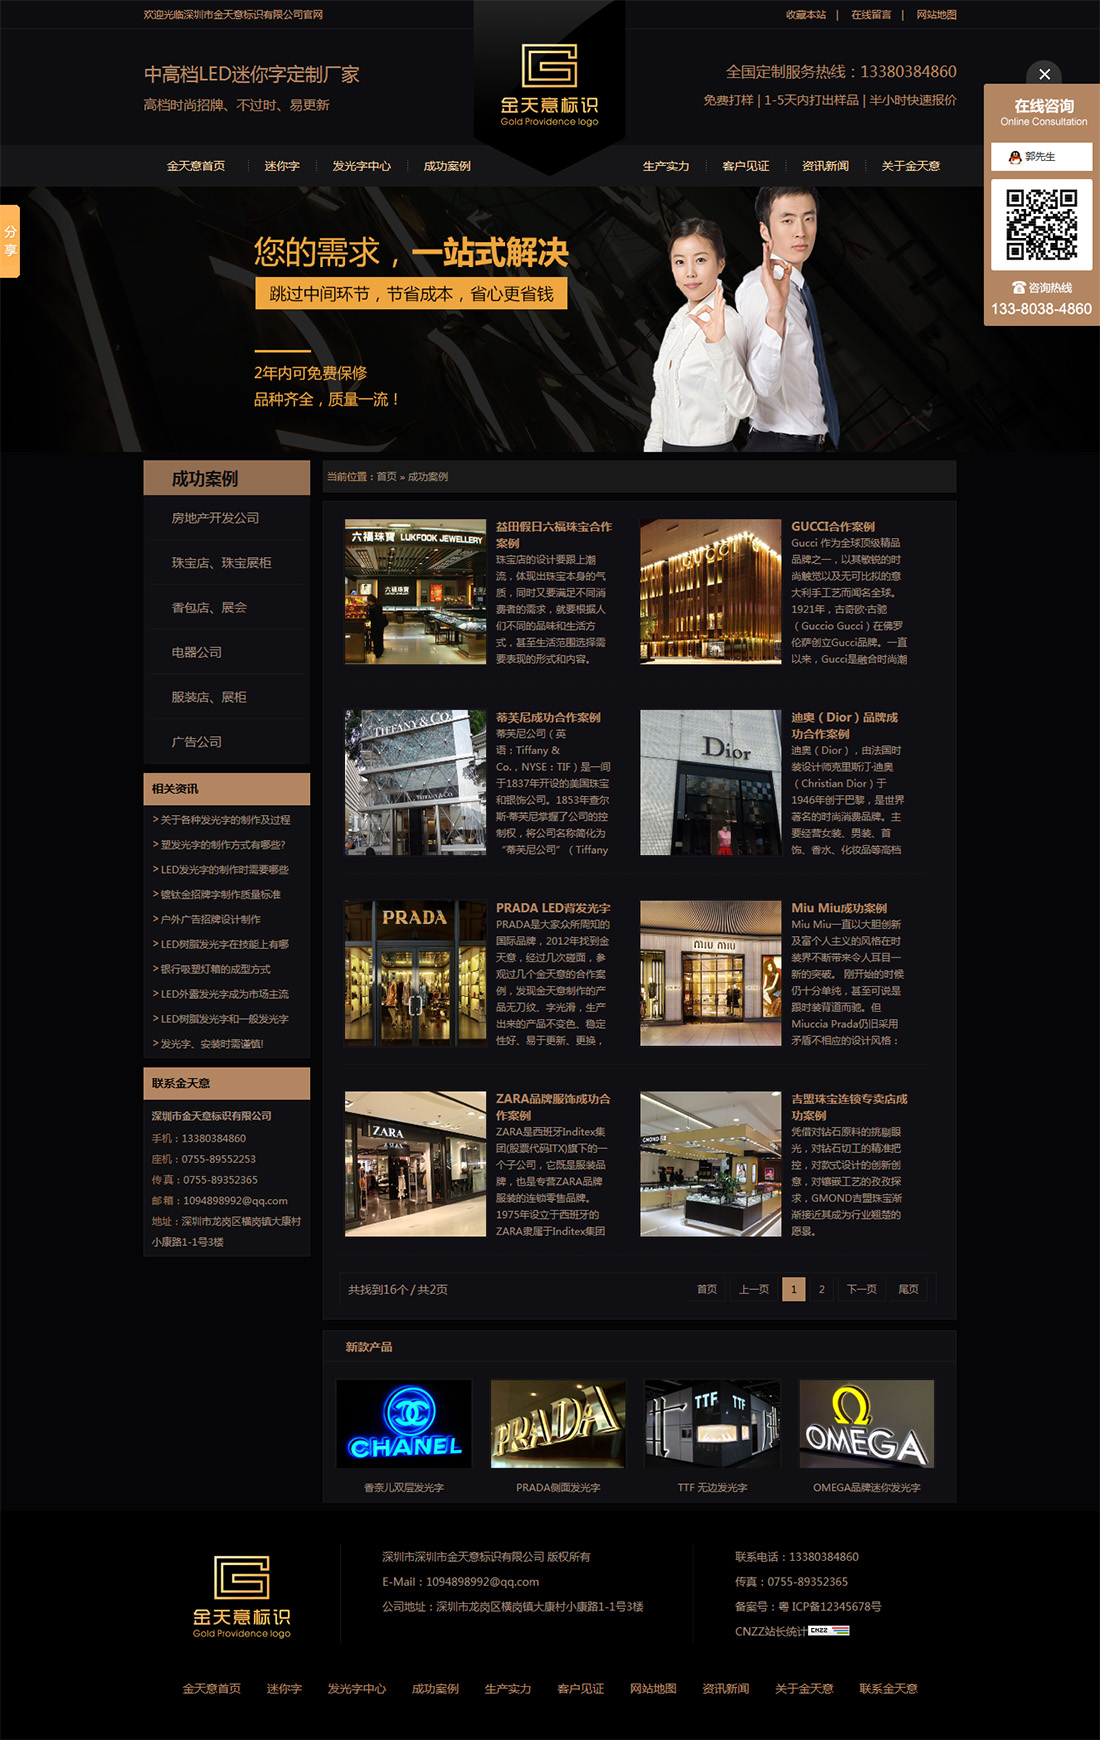 欢迎光临深圳市金天意标识有限公司官网
收藏本站 | 在线留言 | 网站地图
中高档LED迷你字定制厂家
高档时尚招牌、不过时、易更新
金天意标识
Gold Providence logo
全国定制服务热线：13380384860
免费打样 | 1-5天内打出样品 | 半小时快速报价
金天意首页
迷你字
发光字中心
成功案例
生产实力
客户见证
资讯新闻
关于金天意
在线咨询
Online Consultation
郭先生
咨询热线
133-8038-4860
分享
您的需求，一站式解决
跳过中间环节，节省成本，省心更省钱
2年内可免费保修
品种齐全，质量一流！
成功案例
房地产开发公司
珠宝店、珠宝展柜
香包店、展会
电器公司
服装店、展柜
广告公司
相关资讯
> 关于各种发光字的制作及过程
> 塑发光字的制作方式有哪些?
> LED发光字的制作时需要哪些
> 镀钛金招牌字制作质量标准
> 户外广告招牌设计制作
> LED树脂发光字在技能上有哪
> 银行吸塑灯箱的成型方式
> LED外露发光字成为市场主流
> LED树脂发光字和一般发光字
> 发光字、安装时需谨慎!
联系金天意
深圳市金天意标识有限公司
手机：13380384860
座机：0755-89552253
传真：0755-89352365
邮箱：1094898992@qq.com
地址：深圳市龙岗区横岗镇大康村
小康路1-1号3楼
当前位置：首页 » 成功案例
六福珠寶 LUKFOOK JEWELLERY
六福珠寶
益田假日六福珠宝合作
案例
珠宝店的设计要跟上潮
流，体现出珠宝本身的气
质，同时又要满足不同消
费者的需求，就要根据人
们不同的品味和生活方
式，甚至生活范围选择需
要表现的形式和内容。
GUCCI
GUCCI合作案例
Gucci 作为全球顶级精品
品牌之一，以其敏锐的时
尚触觉以及无可比拟的意
大利手工艺而闻名全球。
1921年，古奇欧·古驰
（Guccio Gucci）在佛罗
伦萨创立Gucci品牌。一直
以来，Gucci是融合时尚潮
TIFFANY & CO.
TIFFANY & CO.
蒂芙尼成功合作案例
蒂芙尼公司（英
语：Tiffany &
Co.，NYSE：TIF）是一间
于1837年开设的美国珠宝
和银饰公司。1853年查尔
斯·蒂芙尼掌握了公司的控
制权，将公司名称简化为
“蒂芙尼公司”（Tiffany
Dior
迪奥（Dior）品牌成
功合作案例
迪奥（Dior），由法国时
装设计师克里斯汀·迪奥
（Christian Dior）于
1946年创于巴黎，是世界
著名的时尚消费品牌。主
要经营女装、男装、首
饰、香水、化妆品等高档
PRADA
PRADA LED背发光字
PRADA是大家众所周知的
国际品牌，2012年找到金
天意，经过几次碰面，参
观过几个金天意的合作案
例，发现金天意制作的产
品无刀纹、字光滑，生产
出来的产品不变色、稳定
性好、易于更新、更换，
miu miu
Miu Miu成功案例
Miu Miu一直以大胆创新
及富个人主义的风格在时
装界不断带来令人耳目一
新的突破。 刚开始的时候
仍十分单纯，甚至可说是
跟时装背道而驰。但
Miuccia Prada仍旧采用
矛盾不相应的设计风格：
ZARA
ZARA品牌服饰成功合
作案例
ZARA是西班牙Inditex集
团(股票代码ITX)旗下的一
个子公司，它既是服装品
牌，也是专营ZARA品牌
服装的连锁零售品牌。
1975年设立于西班牙的
ZARA隶属于Inditex集团
GMOND
吉盟珠宝连锁专卖店成
功案例
凭借对钻石原料的挑剔眼
光，对钻石切工的精准把
控，对款式设计的创新创
意，对镶嵌工艺的孜孜探
求，GMOND吉盟珠宝渐
渐接近其成为行业翘楚的
愿景。
共找到16个 / 共2页
首页 上一页 1 2 下一页 尾页
新款产品
CHANEL
PRADA
TTF TTF
OMEGA
香奈儿双层发光字
PRADA侧面发光字
TTF 无边发光字
OMEGA品牌迷你发光字
金天意标识
Gold Providence logo
深圳市深圳市金天意标识有限公司 版权所有
E-Mail：1094898992@qq.com
公司地址：深圳市龙岗区横岗镇大康村小康路1-1号3楼
联系电话：13380384860
传真：0755-89352365
备案号：粤 ICP备12345678号
CNZZ站长统计 CNZZ
金天意首页 迷你字 发光字中心 成功案例 生产实力 客户见证 网站地图 资讯新闻 关于金天意 联系金天意